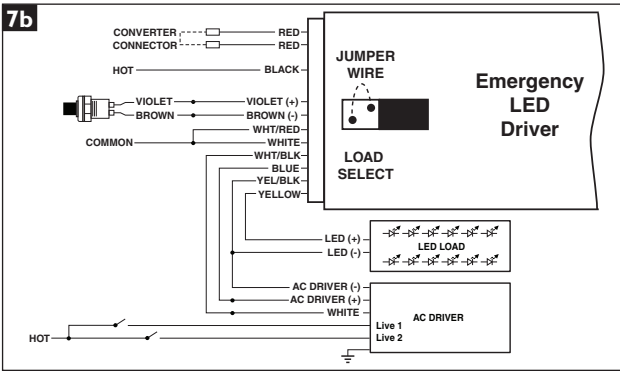 7b
CONVERTER
CONNECTOR
RED
RED
HOT
BLACK
VIOLET
VIOLET (+)
BROWN
BROWN (-)
WHT/RED
COMMON
WHITE
WHT/BLK
BLUE
YEL/BLK
YELLOW
JUMPER
WIRE
LOAD
SELECT
Emergency
LED
Driver
LED (+)
LED (-)
LED LOAD
AC DRIVER (-)
AC DRIVER (+)
WHITE
AC DRIVER
Live 1
Live 2
HOT